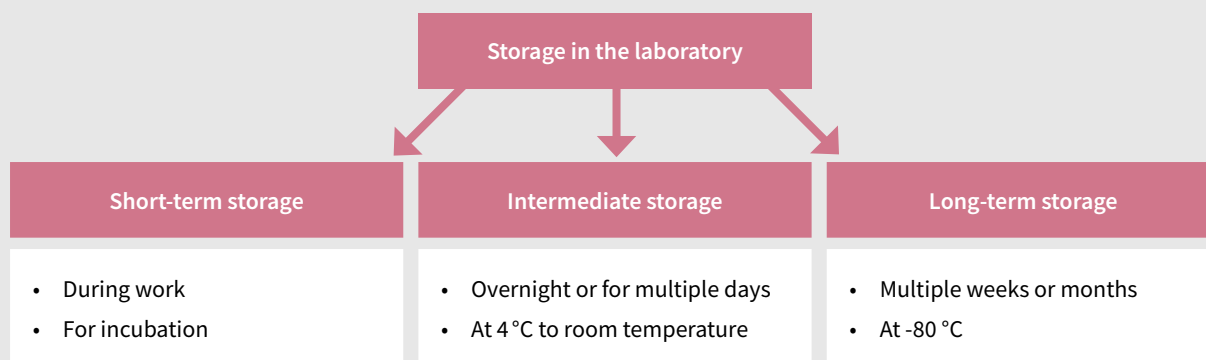 Storage in the laboratory
Short-term storage
Intermediate storage
Long-term storage
• During work
• For incubation
• Overnight or for multiple days
• At 4 °C to room temperature
• Multiple weeks or months
• At -80 °C